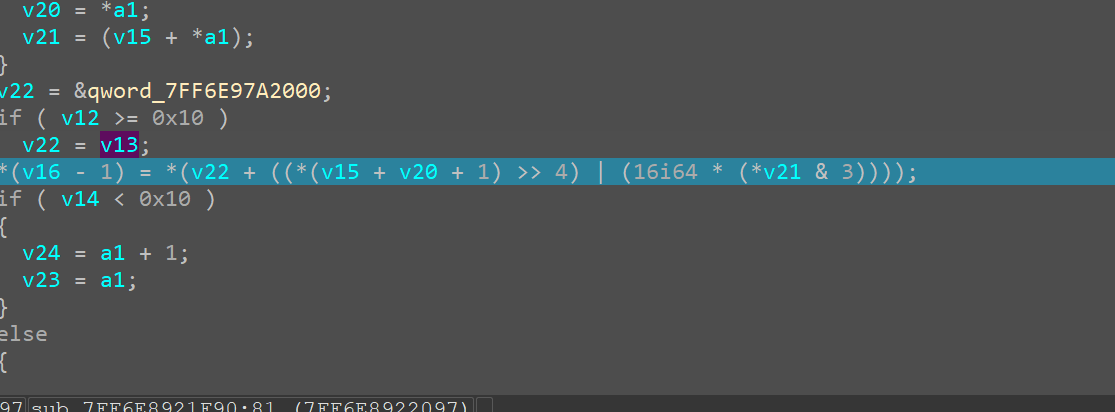 v20 = *a1;
v21 = (v15 + *a1);
}
v22 = &qword_7FF6E97A2000;
if ( v12 >= 0x10 )
v22 = v13;
*(v16 - 1) = *(v22 + ((*(v15 + v20 + 1) >> 4) | (16i64 * (*v21 & 3))));
if ( v14 < 0x10 )
{
v24 = a1 + 1;
v23 = a1;
}
else
{
97 sub_7FF6E8921F90:81 (7FF6E8922097)